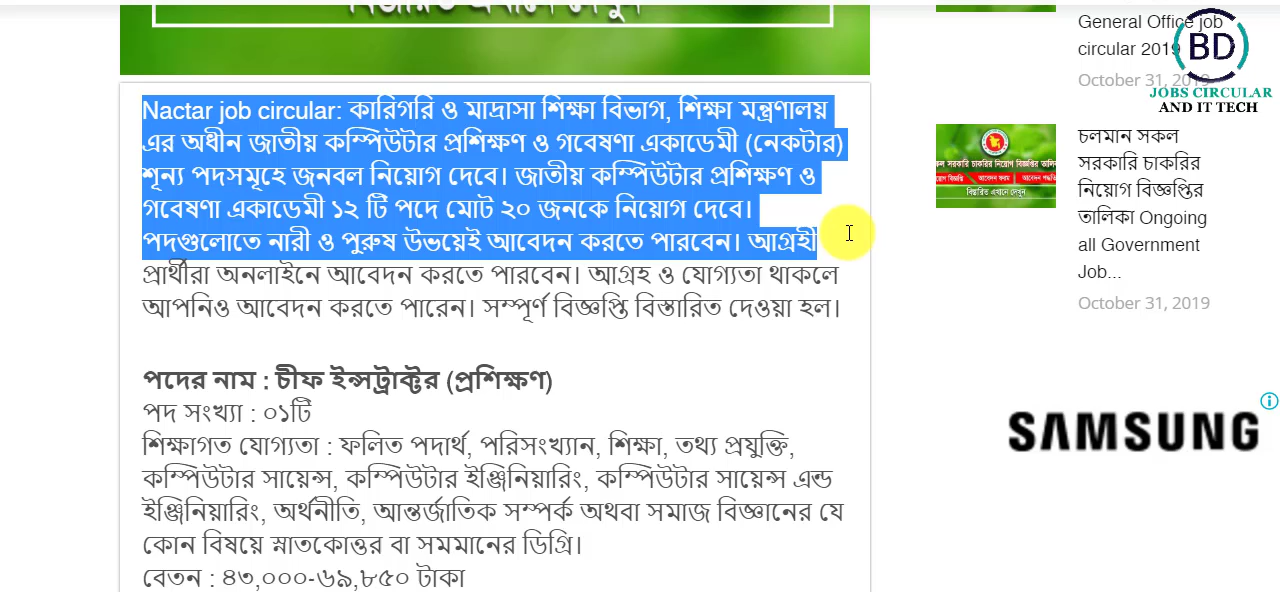 বিস্তারিত এখানে দেখুন
Nactar job circular: কারিগরি ও মাদ্রাসা শিক্ষা বিভাগ, শিক্ষা মন্ত্রণালয়
এর অধীন জাতীয় কম্পিউটার প্রশিক্ষণ ও গবেষণা একাডেমী (নেকটার)
শূন্য পদসমূহে জনবল নিয়োগ দেবে। জাতীয় কম্পিউটার প্রশিক্ষণ ও
গবেষণা একাডেমী ১২ টি পদে মোট ২০ জনকে নিয়োগ দেবে।
পদগুলোতে নারী ও পুরুষ উভয়েই আবেদন করতে পারবেন। আগ্রহী
প্রার্থীরা অনলাইনে আবেদন করতে পারবেন। আগ্রহ ও যোগ্যতা থাকলে
আপনিও আবেদন করতে পারেন। সম্পূর্ণ বিজ্ঞপ্তি বিস্তারিত দেওয়া হল।
পদের নাম : চীফ ইন্সট্রাক্টর (প্রশিক্ষণ)
পদ সংখ্যা : ০১টি
শিক্ষাগত যোগ্যতা : ফলিত পদার্থ, পরিসংখ্যান, শিক্ষা, তথ্য প্রযুক্তি,
কম্পিউটার সায়েন্স, কম্পিউটার ইঞ্জিনিয়ারিং, কম্পিউটার সায়েন্স এন্ড
ইঞ্জিনিয়ারিং, অর্থনীতি, আন্তর্জাতিক সম্পর্ক অথবা সমাজ বিজ্ঞানের যে
কোন বিষয়ে স্নাতকোত্তর বা সমমানের ডিগ্রি।
বেতন : ৪৩,০০০-৬৯,৮৫০ টাকা
General Office job
circular 2019
October 31, 2019
BD
JOBS CIRCULAR
AND IT TECH
চলমান সকল
সরকারি চাকরির
নিয়োগ বিজ্ঞপ্তির
তালিকা Ongoing
all Government
Job...
October 31, 2019
বিস্তারিত এখানে দেখুন
SAMSUNG